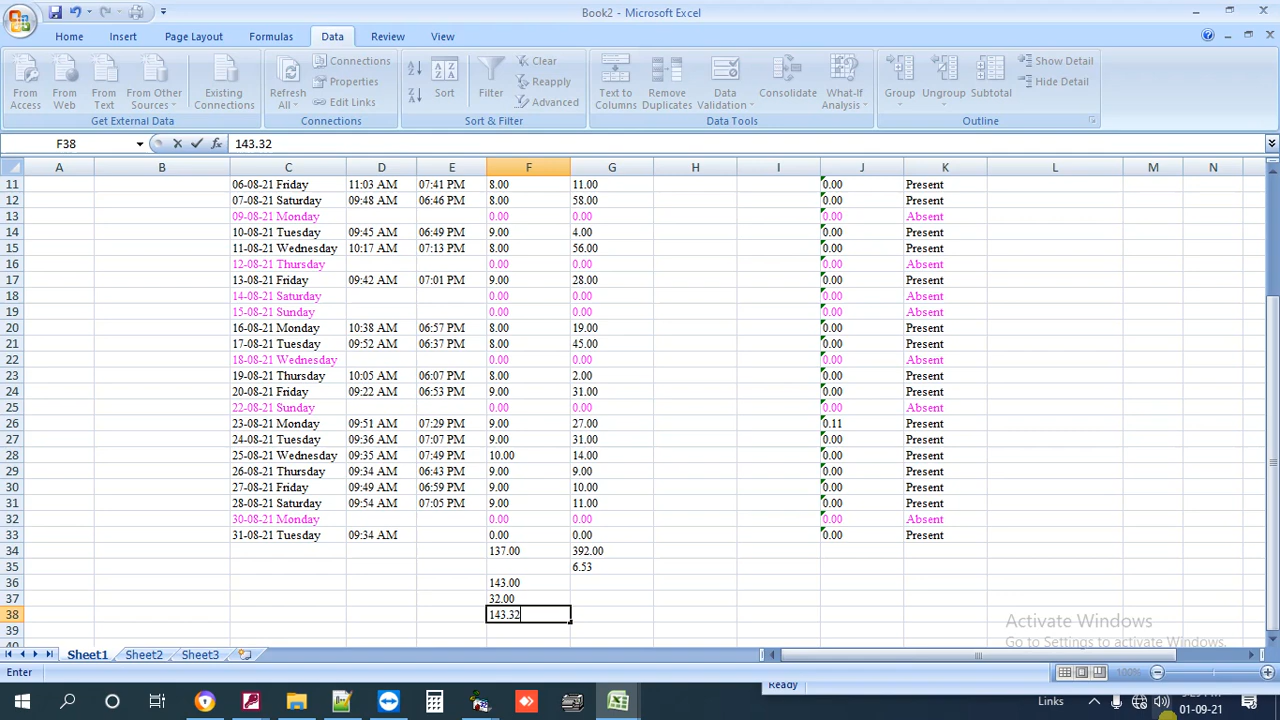 Book2 - Microsoft Excel
Home Insert Page Layout Formulas Data Review View
From Access
From Web
From Text
From Other Sources
Existing Connections
Refresh All
Connections
Properties
Edit Links
Sort
Filter
Clear
Reapply
Advanced
Text to Columns
Remove Duplicates
Data Validation
Consolidate
What-If Analysis
Group
Ungroup
Subtotal
Show Detail
Hide Detail
Get External Data Connections Sort & Filter Data Tools Outline
F38 fx 143.32
A B C D E F G H I J K L M N
11 06-08-21 Friday 11:03 AM 07:41 PM 8.00 11.00 0.00 Present
12 07-08-21 Saturday 09:48 AM 06:46 PM 8.00 58.00 0.00 Present
13 09-08-21 Monday 0.00 0.00 0.00 Absent
14 10-08-21 Tuesday 09:45 AM 06:49 PM 9.00 4.00 0.00 Present
15 11-08-21 Wednesday 10:17 AM 07:13 PM 8.00 56.00 0.00 Present
16 12-08-21 Thursday 0.00 0.00 0.00 Absent
17 13-08-21 Friday 09:42 AM 07:01 PM 9.00 28.00 0.00 Present
18 14-08-21 Saturday 0.00 0.00 0.00 Absent
19 15-08-21 Sunday 0.00 0.00 0.00 Absent
20 16-08-21 Monday 10:38 AM 06:57 PM 8.00 19.00 0.00 Present
21 17-08-21 Tuesday 09:52 AM 06:37 PM 8.00 45.00 0.00 Present
22 18-08-21 Wednesday 0.00 0.00 0.00 Absent
23 19-08-21 Thursday 10:05 AM 06:07 PM 8.00 2.00 0.00 Present
24 20-08-21 Friday 09:22 AM 06:53 PM 9.00 31.00 0.00 Present
25 22-08-21 Sunday 0.00 0.00 0.00 Absent
26 23-08-21 Monday 09:51 AM 07:29 PM 9.00 27.00 0.11 Present
27 24-08-21 Tuesday 09:36 AM 07:07 PM 9.00 31.00 0.00 Present
28 25-08-21 Wednesday 09:35 AM 07:49 PM 10.00 14.00 0.00 Present
29 26-08-21 Thursday 09:34 AM 06:43 PM 9.00 9.00 0.00 Present
30 27-08-21 Friday 09:49 AM 06:59 PM 9.00 10.00 0.00 Present
31 28-08-21 Saturday 09:54 AM 07:05 PM 9.00 11.00 0.00 Present
32 30-08-21 Monday 0.00 0.00 0.00 Absent
33 31-08-21 Tuesday 09:34 AM 0.00 0.00 0.00 Present
34 137.00 392.00
35 6.53
36 143.00
37 32.00
38 143.32
39
Activate Windows
Go to Settings to activate Windows.
Sheet1 Sheet2 Sheet3
Enter
100%
Ready
Links
01-09-21